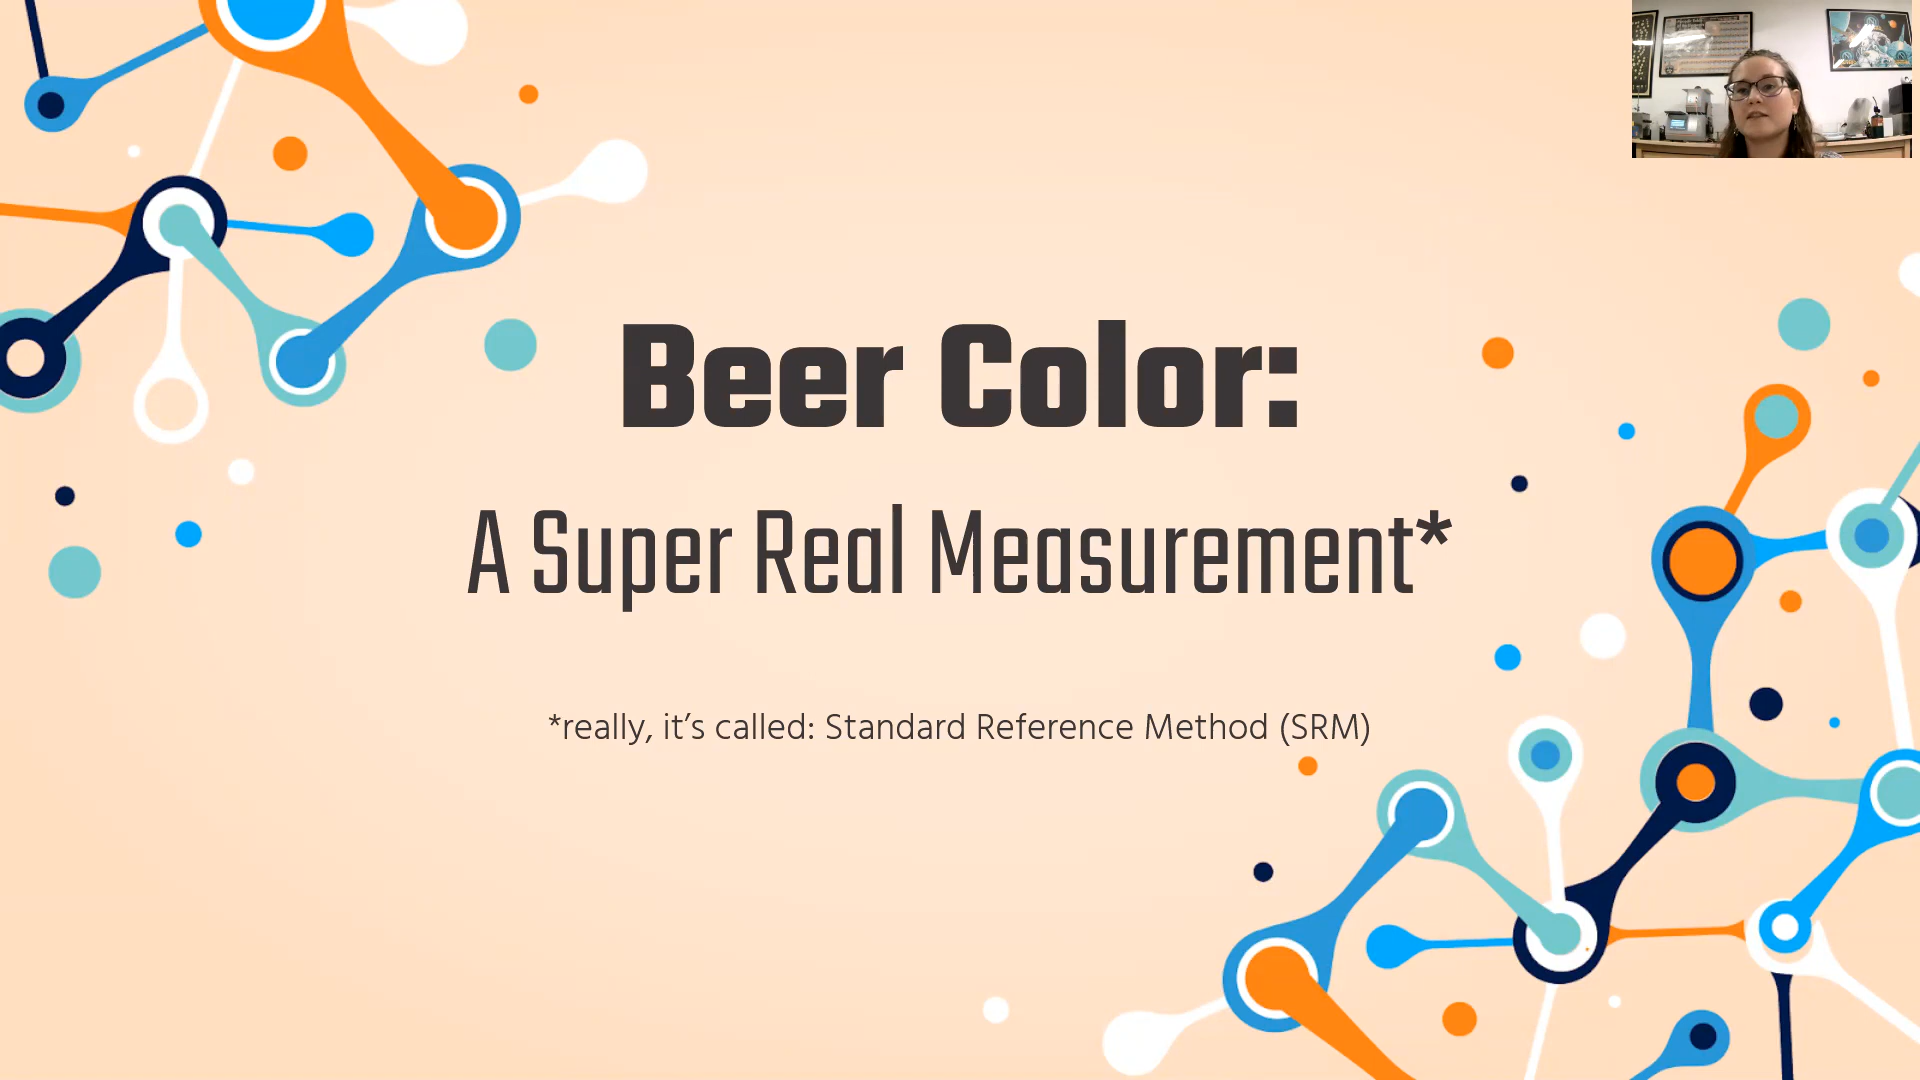 Beer Color:
A Super Real Measurement*
*really, it's called: Standard Reference Method (SRM)